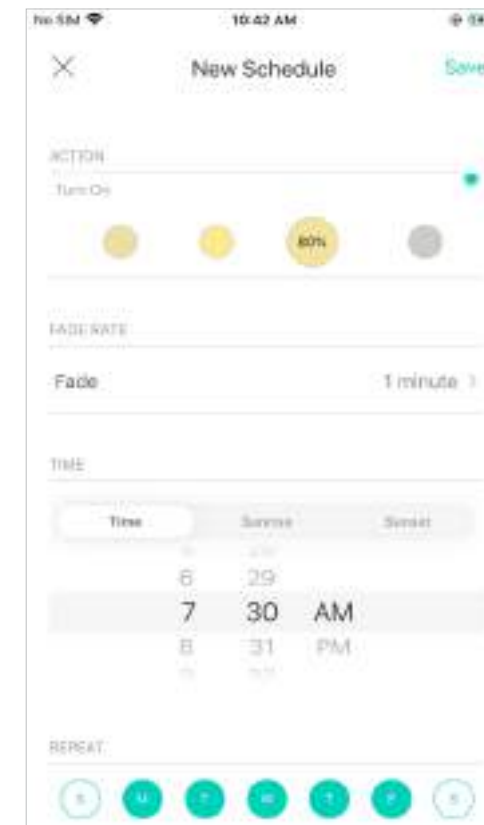 No SIM 10:42 AM
New Schedule Save
ACTION
Turn On
80%
FADE RATE
Fade 1 minute >
TIME
Time Sunrise Sunset
6 29
7 30 AM
8 31 PM
REPEAT
S M T W T F S